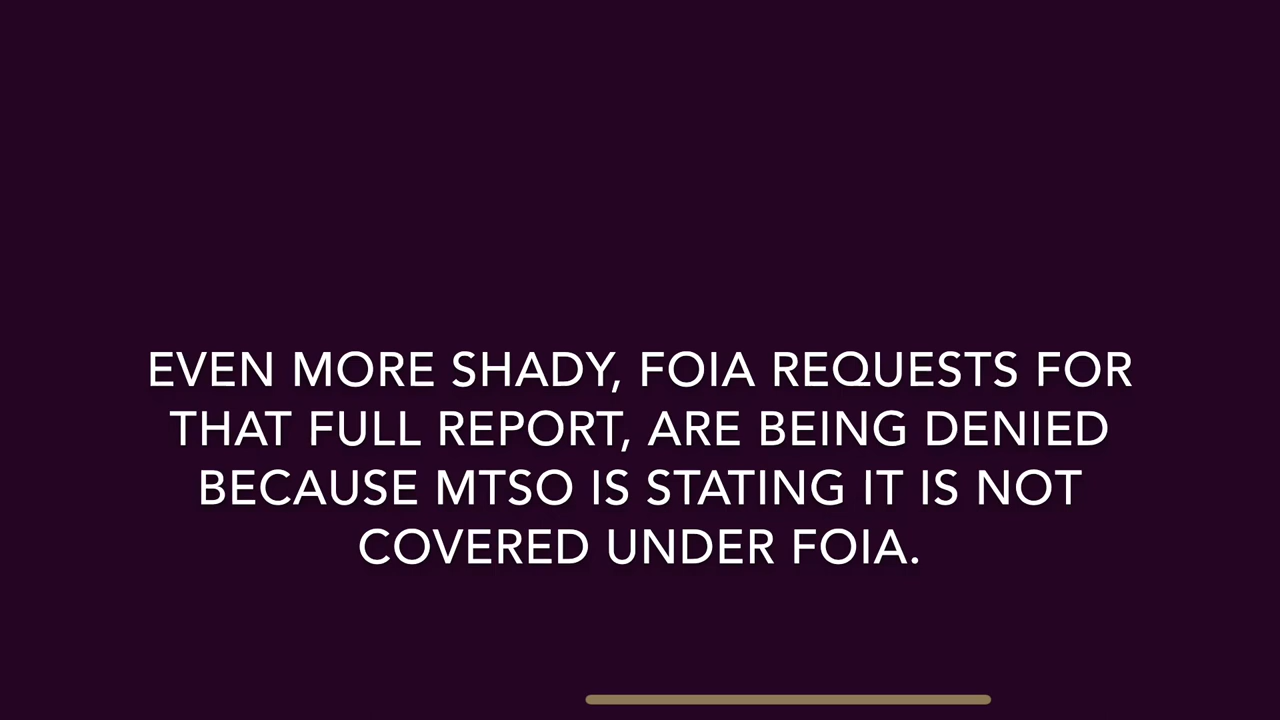 EVEN MORE SHADY, FOIA REQUESTS FOR
THAT FULL REPORT, ARE BEING DENIED
BECAUSE MTSO IS STATING IT IS NOT
COVERED UNDER FOIA.